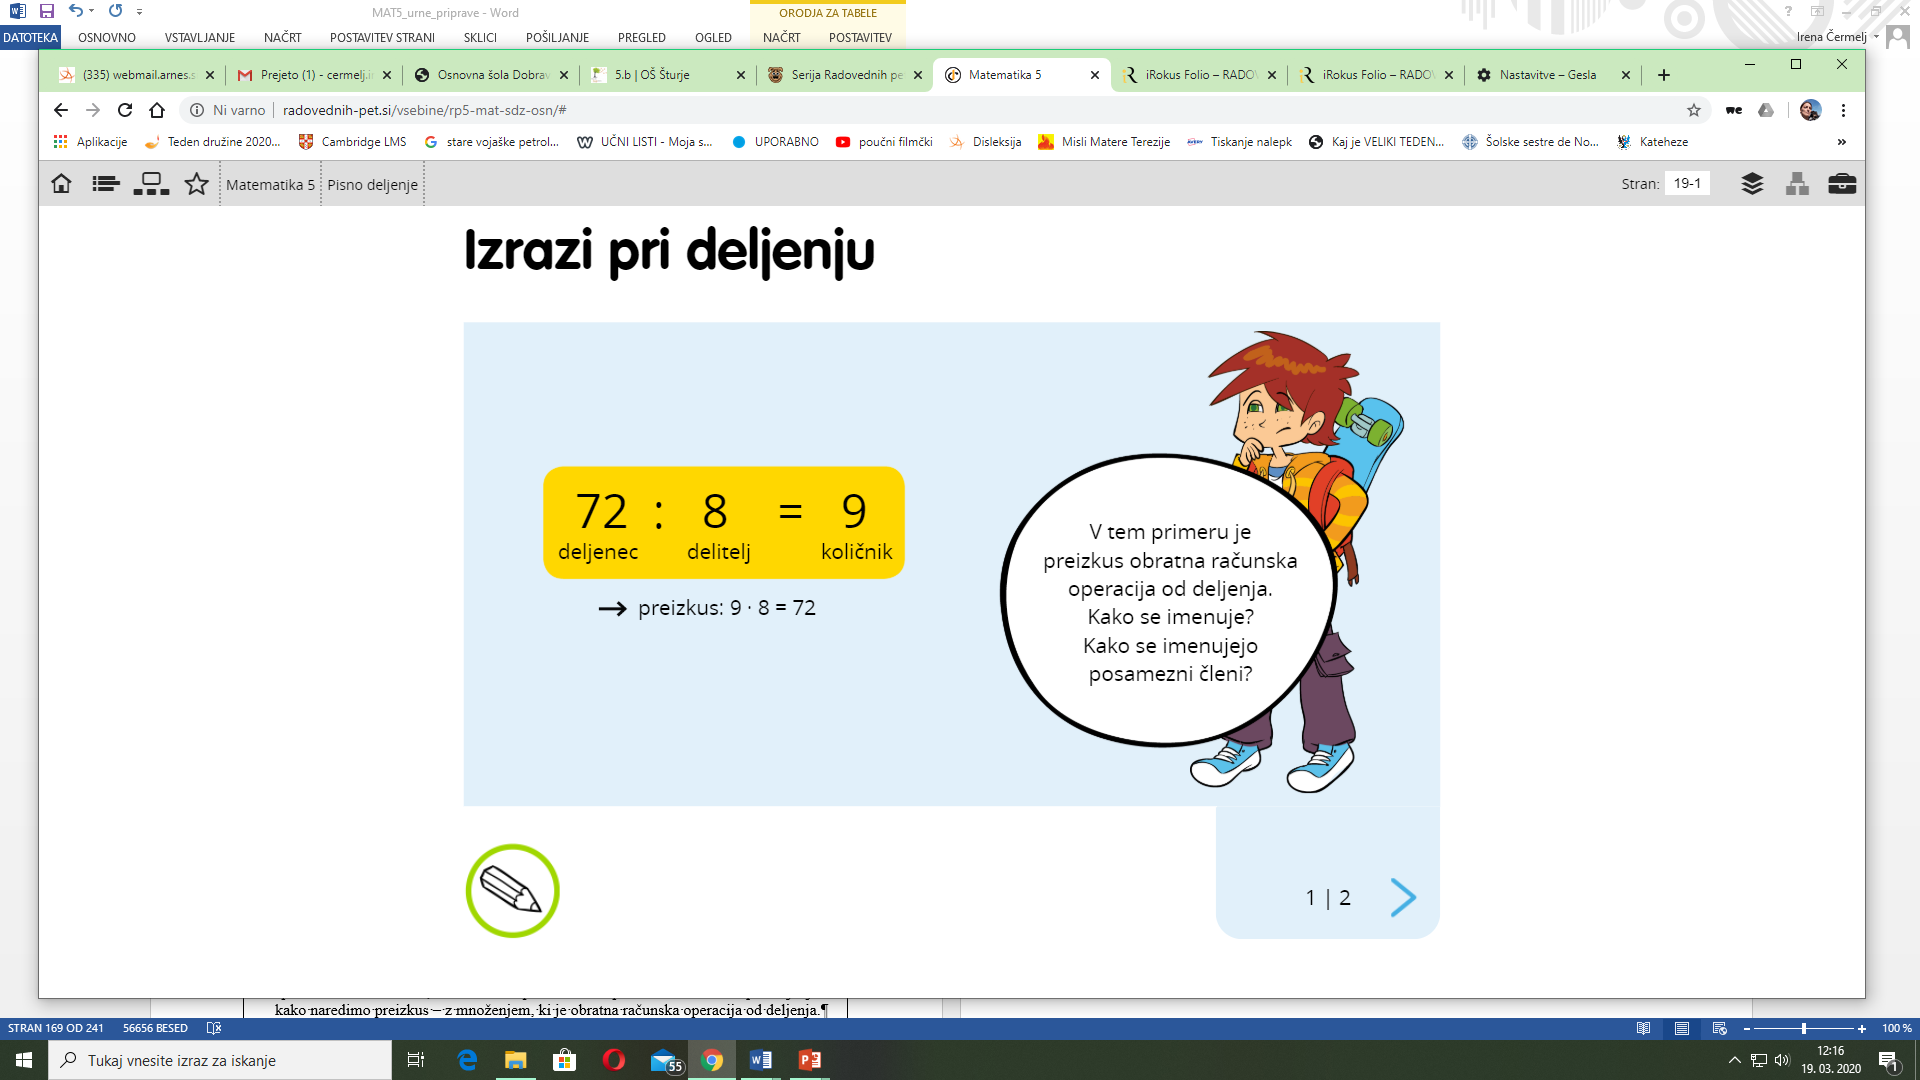 MAT5_urne_priprave - Word
ORODJA ZA TABELE
DATOTEKA OSNOVNO VSTAVLJANJE NAČRT POSTAVITEV STRANI SKLICI POŠILJANJE PREGLED OGLED NAČRT POSTAVITEV
Irena Čermelj
(335) webmail.arnes.s
Prejeto (1) - cermelj.i
Osnovna šola Dobrav
5.b | OŠ Šturje
Serija Radovednih pe
Matematika 5
iRokus Folio – RADOV
iRokus Folio – RADOV
Nastavitve – Gesla
Ni varno radovednih-pet.si/vsebine/rp5-mat-sdz-osn/#
Aplikacije Teden družine 2020... Cambridge LMS stare vojaške petrol... UČNI LISTI - Moja s... UPORABNO poučni filmčki Disleksija Misli Matere Terezije Tiskanje nalepk Kaj je VELIKI TEDEN... Šolske sestre de No... Kateheze »
Matematika 5 Pisno deljenje Stran: 19-1
Izrazi pri deljenju
72 : 8 = 9
deljenec delitelj količnik
→ preizkus: 9 · 8 = 72
V tem primeru je
preizkus obratna računska
operacija od deljenja.
Kako se imenuje?
Kako se imenujejo
posamezni členi?
1 | 2
kako naredimo preizkus – z množenjem, ki je obratna računska operacija od deljenja.¶
STRAN 169 OD 241 56656 BESED 100 %
Tukaj vnesite izraz za iskanje
55
12:16
19. 03. 2020
1